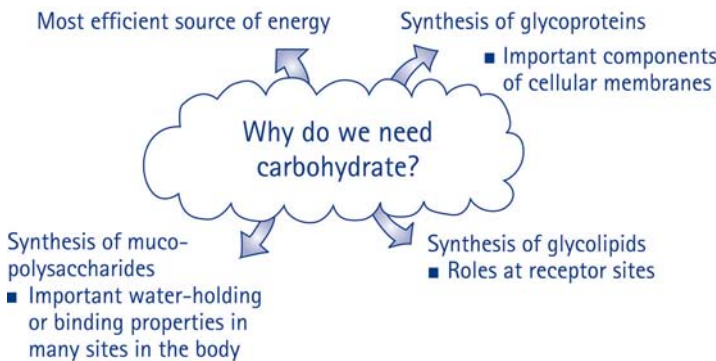 Most efficient source of energy
Synthesis of glycoproteins
■ Important components
of cellular membranes
Why do we need
carbohydrate?
Synthesis of muco-
polysaccharides
■ Important water-holding
or binding properties in
many sites in the body
Synthesis of glycolipids
■ Roles at receptor sites